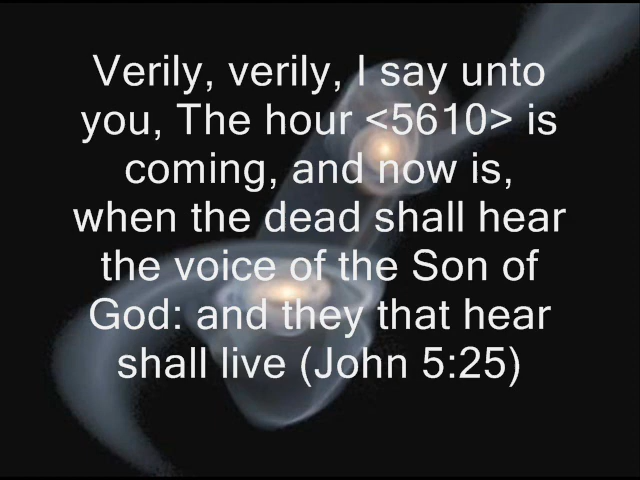 Verily, verily, I say unto
you, The hour <5610> is
coming, and now is,
when the dead shall hear
the voice of the Son of
God: and they that hear
shall live (John 5:25)